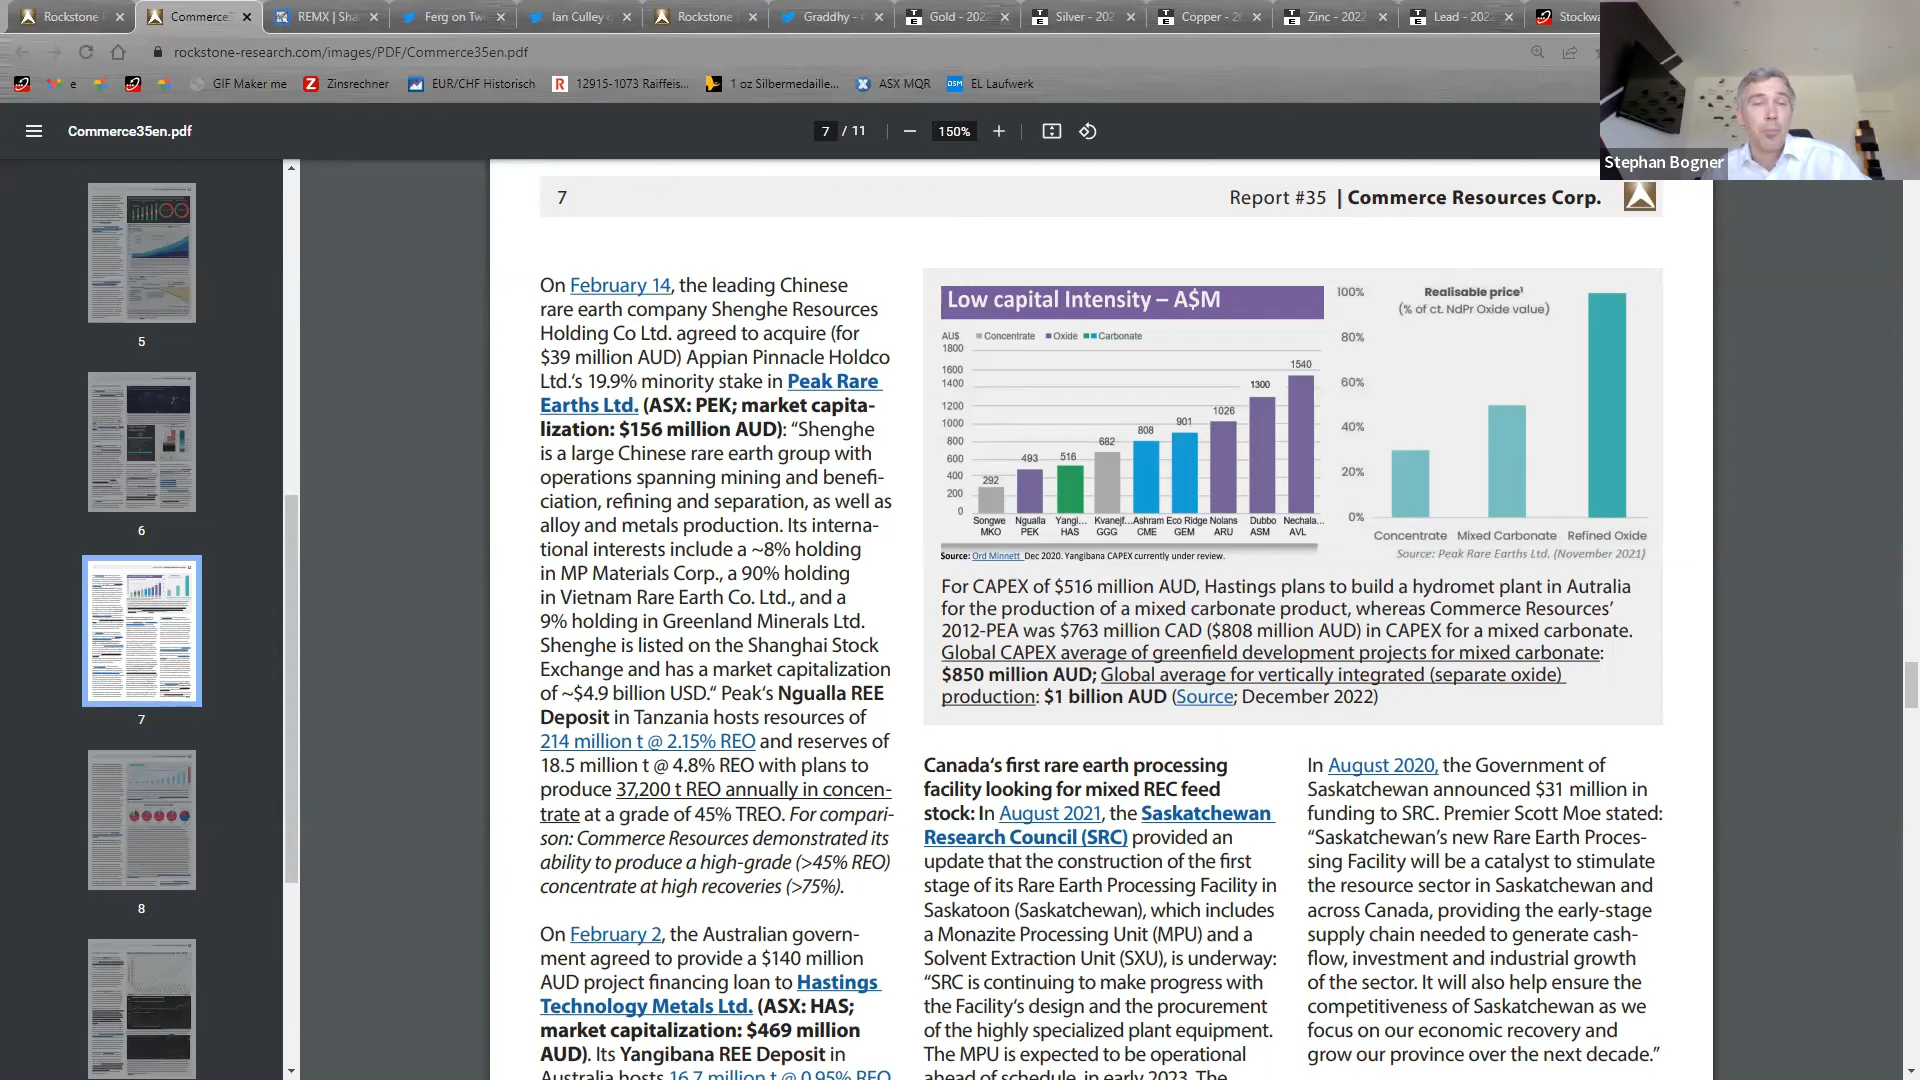 Rockstone
Commerce
REMX | Sha
Ferg on Tw
Ian Culley
Rockstone
Graddhy -
Gold - 202
Silver - 202
Copper - 2
Zinc - 2022
Lead - 202
Stockwa
rockstone-research.com/images/PDF/Commerce35en.pdf
e
GIF Maker me
Zinsrechner
EUR/CHF Historisch
12915-1073 Raiffeis...
1 oz Silbermedaille...
ASX MQR
EL Laufwerk
Commerce35en.pdf
7 / 11
150%
Stephan Bogner
5
6
7
8
7
Report #35 | Commerce Resources Corp.
On February 14, the leading Chinese
rare earth company Shenghe Resources
Holding Co Ltd. agreed to acquire (for
$39 million AUD) Appian Pinnacle Holdco
Ltd.‘s 19.9% minority stake in Peak Rare
Earths Ltd. (ASX: PEK; market capita-
lization: $156 million AUD): “Shenghe
is a large Chinese rare earth group with
operations spanning mining and benefi-
ciation, refining and separation, as well as
alloy and metals production. Its interna-
tional interests include a ~8% holding
in MP Materials Corp., a 90% holding
in Vietnam Rare Earth Co. Ltd., and a
9% holding in Greenland Minerals Ltd.
Shenghe is listed on the Shanghai Stock
Exchange and has a market capitalization
of ~$4.9 billion USD.“ Peak‘s Ngualla REE
Deposit in Tanzania hosts resources of
214 million t @ 2.15% REO and reserves of
18.5 million t @ 4.8% REO with plans to
produce 37,200 t REO annually in concen-
trate at a grade of 45% TREO. For compari-
son: Commerce Resources demonstrated its
ability to produce a high-grade (>45% REO)
concentrate at high recoveries (>75%).
On February 2, the Australian govern-
ment agreed to provide a $140 million
AUD project financing loan to Hastings
Technology Metals Ltd. (ASX: HAS;
market capitalization: $469 million
AUD). Its Yangibana REE Deposit in
Australia hosts 16.7 million t @ 0.95% REO
Low capital Intensity – A$M
AU$
Concentrate
Oxide
Carbonate
1800
1600
1400
1200
1000
800
600
400
200
0
292
493
516
682
808
901
1026
1300
1540
Songwe Ngualla Yangi... Kvanejf... Ashram Eco Ridge Nolans Dubbo Nechala...
MKO PEK HAS GGG CME GEM ARU ASM AVL
Source: Ord Minnett Dec 2020. Yangibana CAPEX currently under review.
Realisable price¹
(% of ct. NdPr Oxide value)
100%
80%
60%
40%
20%
0%
Concentrate Mixed Carbonate Refined Oxide
Source: Peak Rare Earths Ltd. (November 2021)
For CAPEX of $516 million AUD, Hastings plans to build a hydromet plant in Autralia
for the production of a mixed carbonate product, whereas Commerce Resources’
2012-PEA was $763 million CAD ($808 million AUD) in CAPEX for a mixed carbonate.
Global CAPEX average of greenfield development projects for mixed carbonate:
$850 million AUD; Global average for vertically integrated (separate oxide)
production: $1 billion AUD (Source; December 2022)
Canada‘s first rare earth processing
facility looking for mixed REC feed
stock: In August 2021, the Saskatchewan
Research Council (SRC) provided an
update that the construction of the first
stage of its Rare Earth Processing Facility in
Saskatoon (Saskatchewan), which includes
a Monazite Processing Unit (MPU) and a
Solvent Extraction Unit (SXU), is underway:
“SRC is continuing to make progress with
the Facility‘s design and the procurement
of the highly specialized plant equipment.
The MPU is expected to be operational
ahead of schedule, in early 2023. The
In August 2020, the Government of
Saskatchewan announced $31 million in
funding to SRC. Premier Scott Moe stated:
“Saskatchewan’s new Rare Earth Proces-
sing Facility will be a catalyst to stimulate
the resource sector in Saskatchewan and
across Canada, providing the early-stage
supply chain needed to generate cash-
flow, investment and industrial growth
of the sector. It will also help ensure the
competitiveness of Saskatchewan as we
focus on our economic recovery and
grow our province over the next decade.”